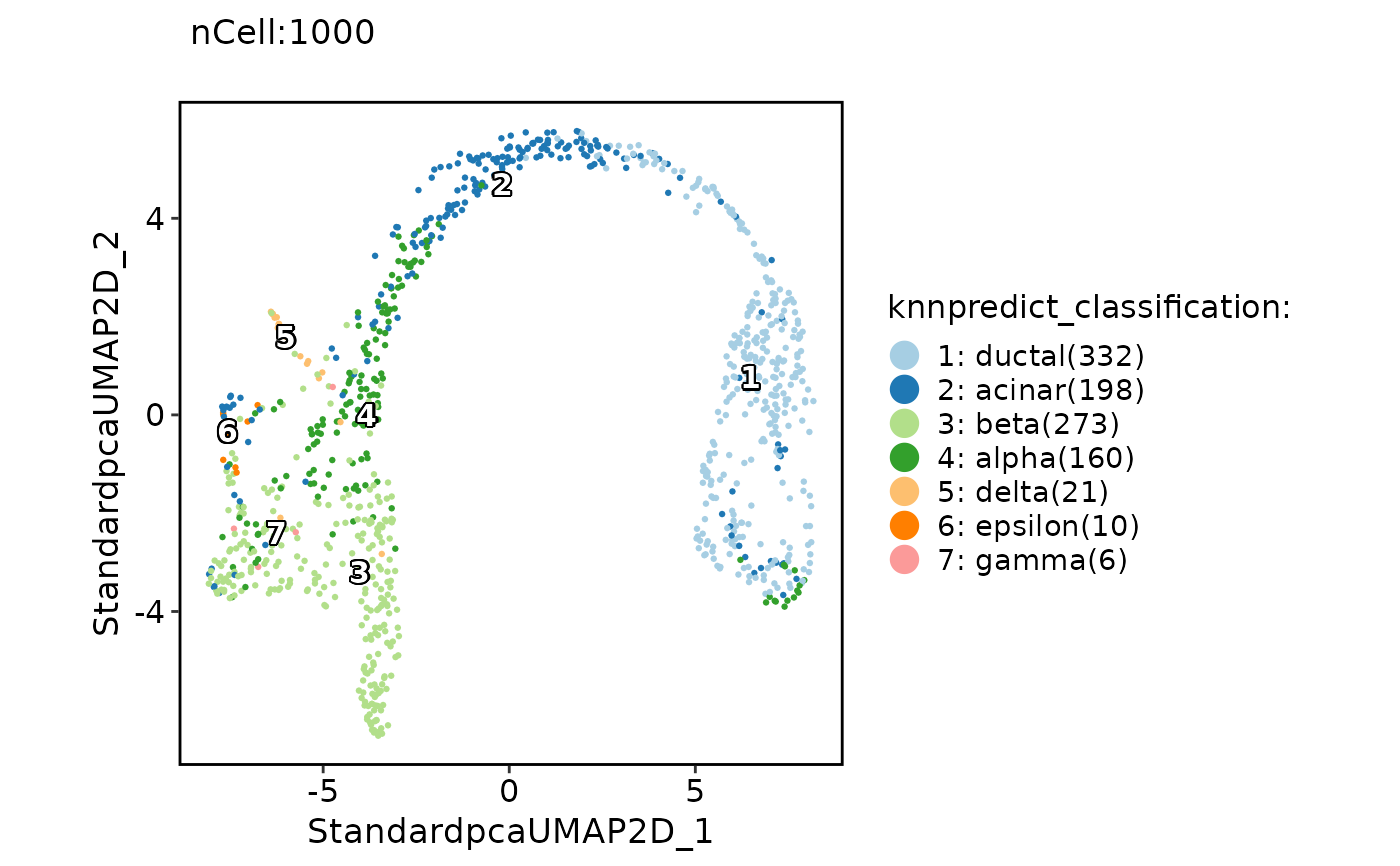 nCell:1000
StandardpcaUMAP2D_2
4
0
-4
5
2
1
4
6
7
3
-5
0
5
StandardpcaUMAP2D_1
knnpredict_classification:
1: ductal(332)
2: acinar(198)
3: beta(273)
4: alpha(160)
5: delta(21)
6: epsilon(10)
7: gamma(6)